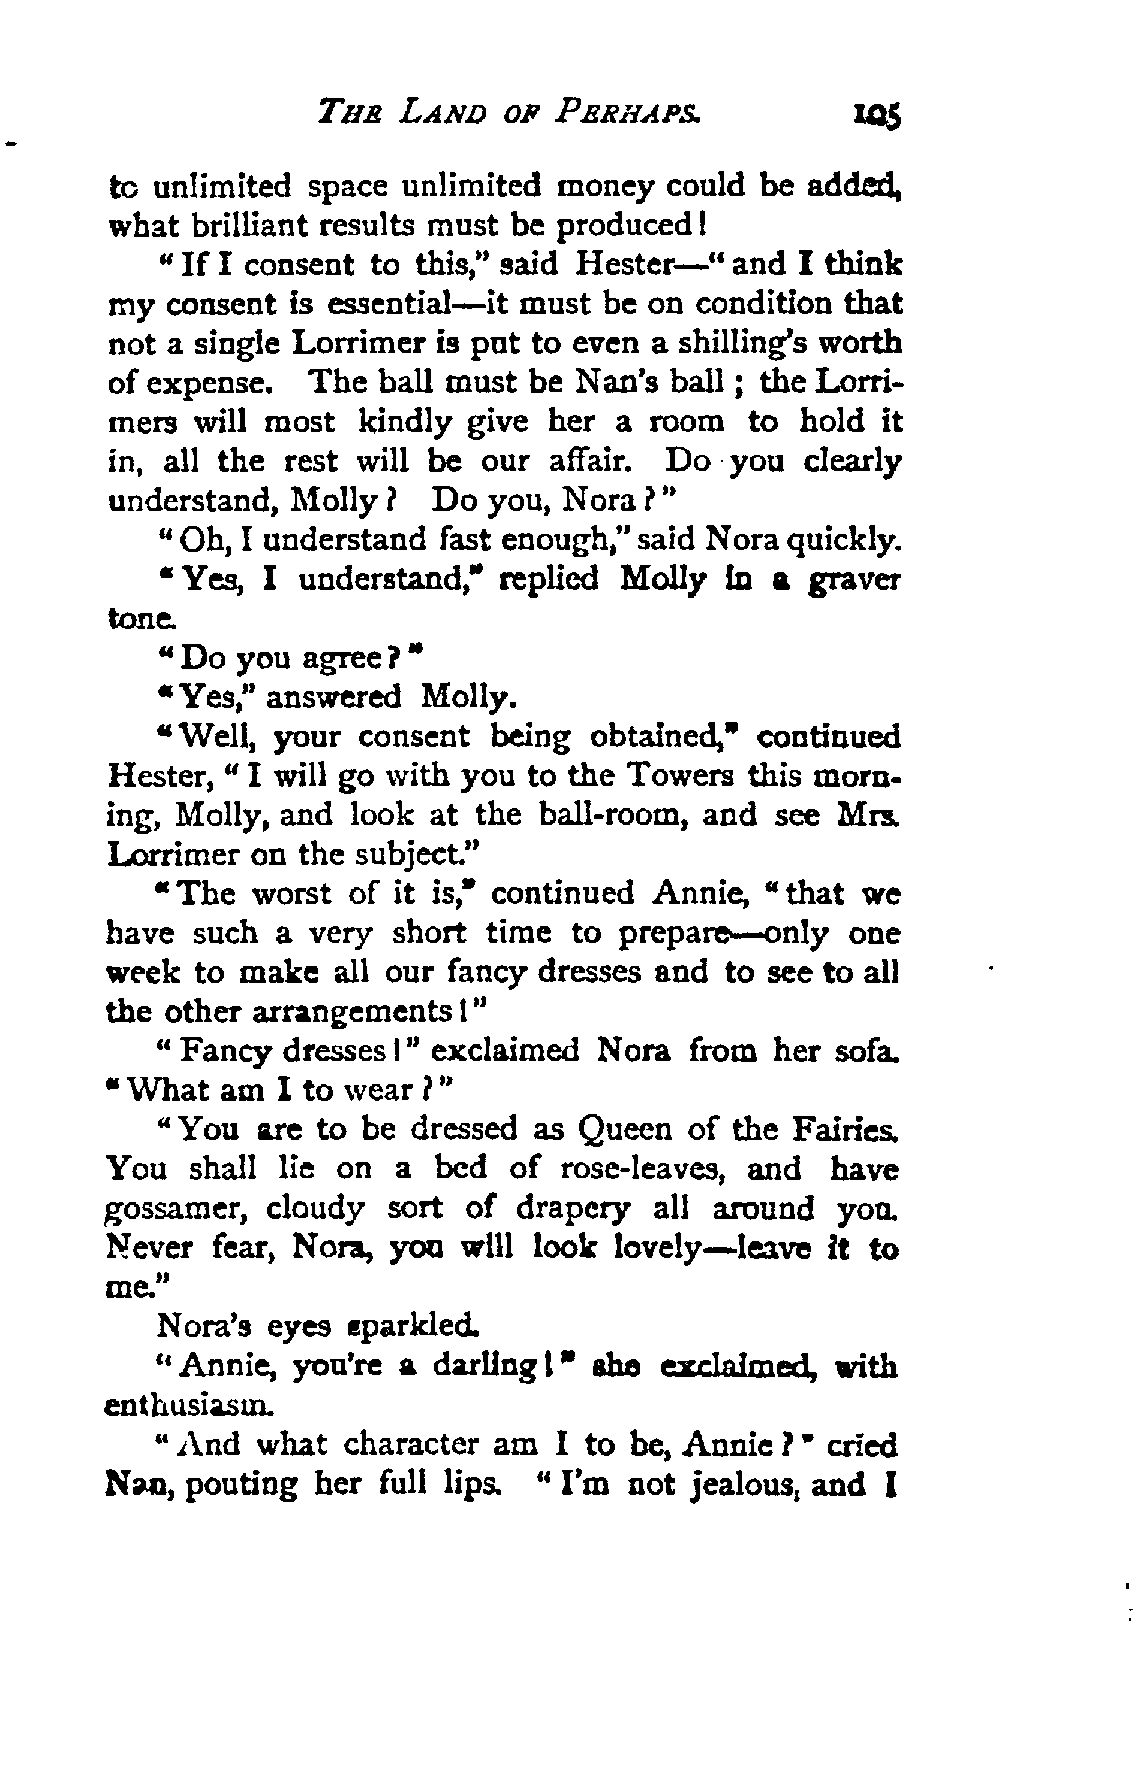 THE LAND OF PERHAPS. 105
to unlimited space unlimited money could be added,
what brilliant results must be produced!
"If I consent to this," said Hester—"and I think
my consent is essential—it must be on condition that
not a single Lorrimer is put to even a shilling's worth
of expense. The ball must be Nan's ball; the Lorri-
mers will most kindly give her a room to hold it
in, all the rest will be our affair. Do you clearly
understand, Molly? Do you, Nora?"
"Oh, I understand fast enough," said Nora quickly.
"Yes, I understand," replied Molly in a graver
tone.
"Do you agree?"
"Yes," answered Molly.
"Well, your consent being obtained," continued
Hester, "I will go with you to the Towers this morn-
ing, Molly, and look at the ball-room, and see Mrs.
Lorrimer on the subject."
"The worst of it is," continued Annie, "that we
have such a very short time to prepare—only one
week to make all our fancy dresses and to see to all
the other arrangements!"
"Fancy dresses!" exclaimed Nora from her sofa.
"What am I to wear?"
"You are to be dressed as Queen of the Fairies.
You shall lie on a bed of rose-leaves, and have
gossamer, cloudy sort of drapery all around you.
Never fear, Nora, you will look lovely—leave it to
me."
Nora's eyes sparkled.
"Annie, you're a darling!" she exclaimed, with
enthusiasm.
"And what character am I to be, Annie?" cried
Nan, pouting her full lips. "I'm not jealous, and I